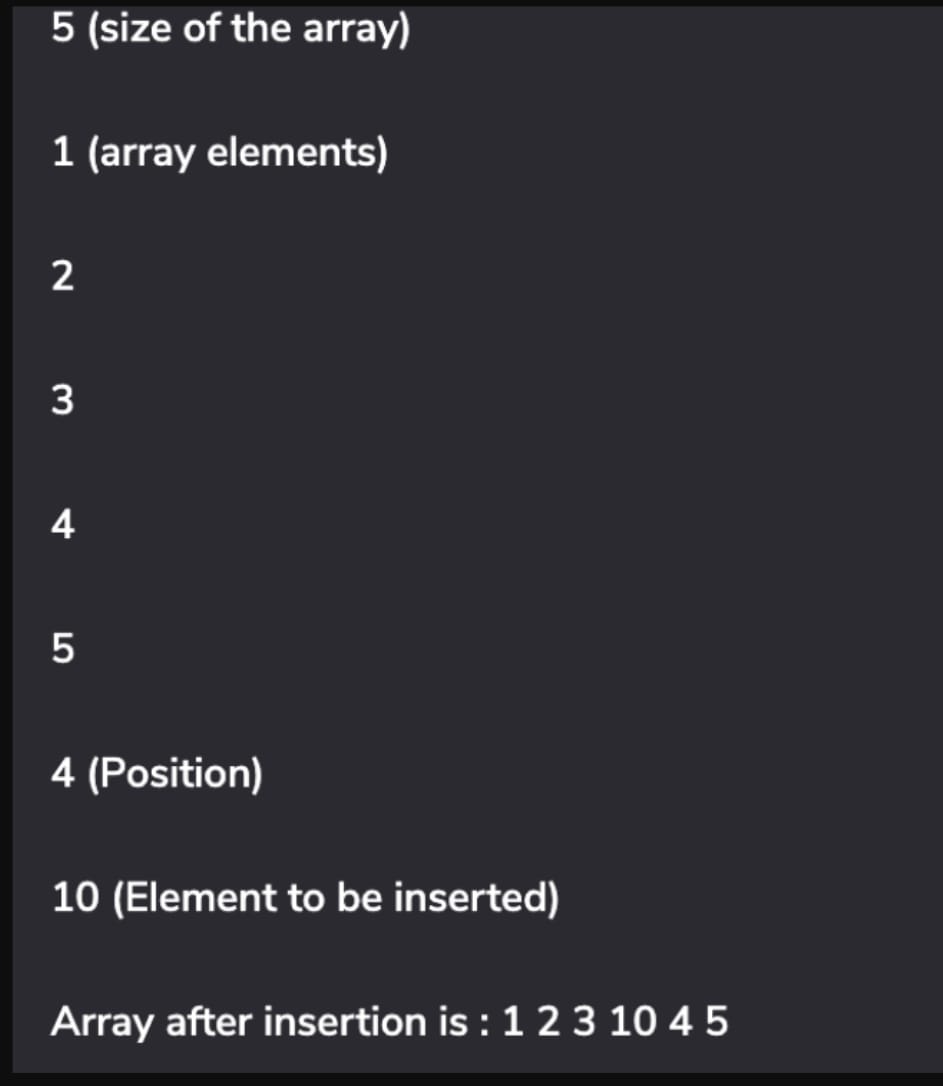 5 (size of the array)
1 (array elements)
2
3
4
5
4 (Position)
10 (Element to be inserted)
Array after insertion is : 1 2 3 10 4 5